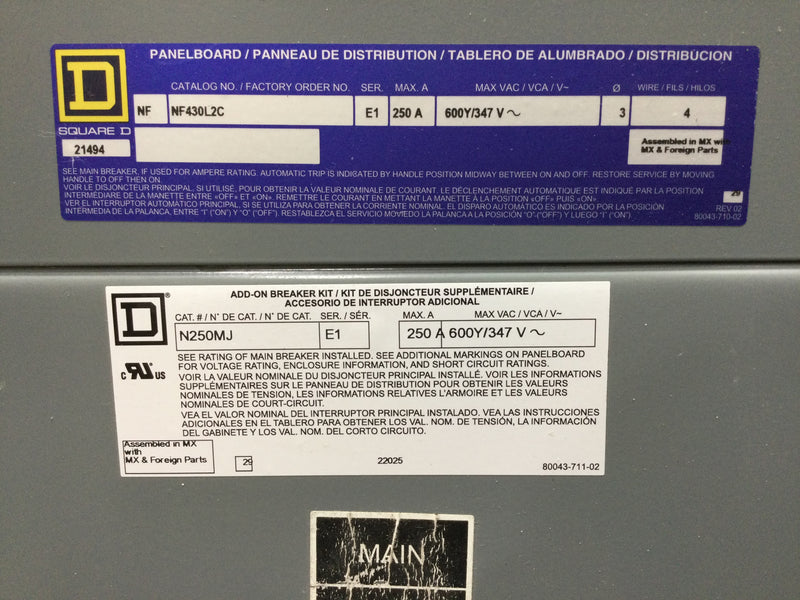 PANELBOARD / PANNEAU DE DISTRIBUTION / TABLERO DE ALUMBRADO / DISTRIBUCION
CATALOG NO. / FACTORY ORDER NO. SER. MAX. A MAX VAC / VCA / V~ Ø WIRE / FILS / HILOS
D NF NF430L2C E1 250 A 600Y/347 V ~ 3 4
SQUARE D
21494
Assembled in MX with
MX & Foreign Parts
SEE MAIN BREAKER, IF USED FOR AMPERE RATING. AUTOMATIC TRIP IS INDICATED BY HANDLE POSITION MIDWAY BETWEEN ON AND OFF. RESTORE SERVICE BY MOVING
HANDLE TO OFF THEN ON.
VOIR LE DISJONCTEUR PRINCIPAL, SI UTILISÉ, POUR OBTENIR LA VALEUR NOMINALE DE COURANT. LE DÉCLENCHEMENT AUTOMATIQUE EST INDIQUÉ PAR LA POSITION
INTERMÉDIAIRE DE LA MANETTE ENTRE «OFF» ET «ON». REMETTRE LE COURANT EN METTANT LA MANETTE À LA POSITION «OFF» PUIS «ON».
VER EL INTERRUPTOR AUTOMÁTICO PRINCIPAL, SI SE UTILIZA PARA OBTENER LA CORRIENTE NOMINAL. EL DISPARO AUTOMÁTICO ES INDICADO POR LA POSICIÓN
INTERMEDIA DE LA PALANCA, ENTRE "I" ("ON") Y "O" ("OFF"). RESTABLEZCA EL SERVICIO MOVIENDO LA PALANCA A LA POSICIÓN "O" ("OFF") Y LUEGO "I" ("ON").
29
REV 02
80043-710-02
D®
ADD-ON BREAKER KIT / KIT DE DISJONCTEUR SUPPLÉMENTAIRE /
ACCESORIO DE INTERRUPTOR ADICIONAL
CAT. # / N° DE CAT. / N° DE CAT. SER. / SÉR. MAX. A MAX VAC / VCA / V~
N250MJ E1 250 A 600Y/347 V ~
SEE RATING OF MAIN BREAKER INSTALLED. SEE ADDITIONAL MARKINGS ON PANELBOARD
FOR VOLTAGE RATING, ENCLOSURE INFORMATION, AND SHORT CIRCUIT RATINGS.
VOIR LA VALEUR NOMINALE DU DISJONCTEUR PRINCIPAL INSTALLÉ. VOIR LES INFORMATIONS
SUPPLÉMENTAIRES SUR LE PANNEAU DE DISTRIBUTION POUR OBTENIR LES VALEURS
NOMINALES DE TENSION, LES INFORMATIONS RELATIVES L'ARMOIRE ET LES VALEURS
NOMINALES DE COURT-CIRCUIT.
VEA EL VALOR NOMINAL DEL INTERRUPTOR PRINCIPAL INSTALADO. VEA LAS INSTRUCCIONES
ADICIONALES EN EL TABLERO PARA OBTENER LOS VAL. NOM. DE TENSIÓN, LA INFORMACIÓN
DEL GABINETE Y LOS VAL. NOM. DEL CORTO CIRCUITO.
c RU US
Assembled in MX
with
MX & Foreign Parts
29
22025
80043-711-02
MAIN